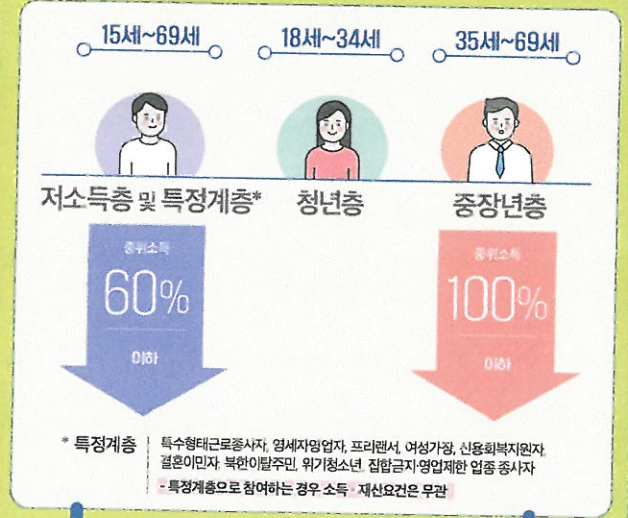 15세~69세 18세~34세 35세~69세
저소득층 및 특정계층* 청년층 중장년층
중위소득 중위소득
60% 100%
이하 이하
* 특정계층 특수형태근로종사자, 영세자영업자, 프리랜서, 여성가장, 신용회복지원자,
결혼이민자, 북한이탈주민, 위기청소년, 집합금지·영업제한 업종 종사자
- 특정계층으로 참여하는 경우 소득·재산요건은 무관